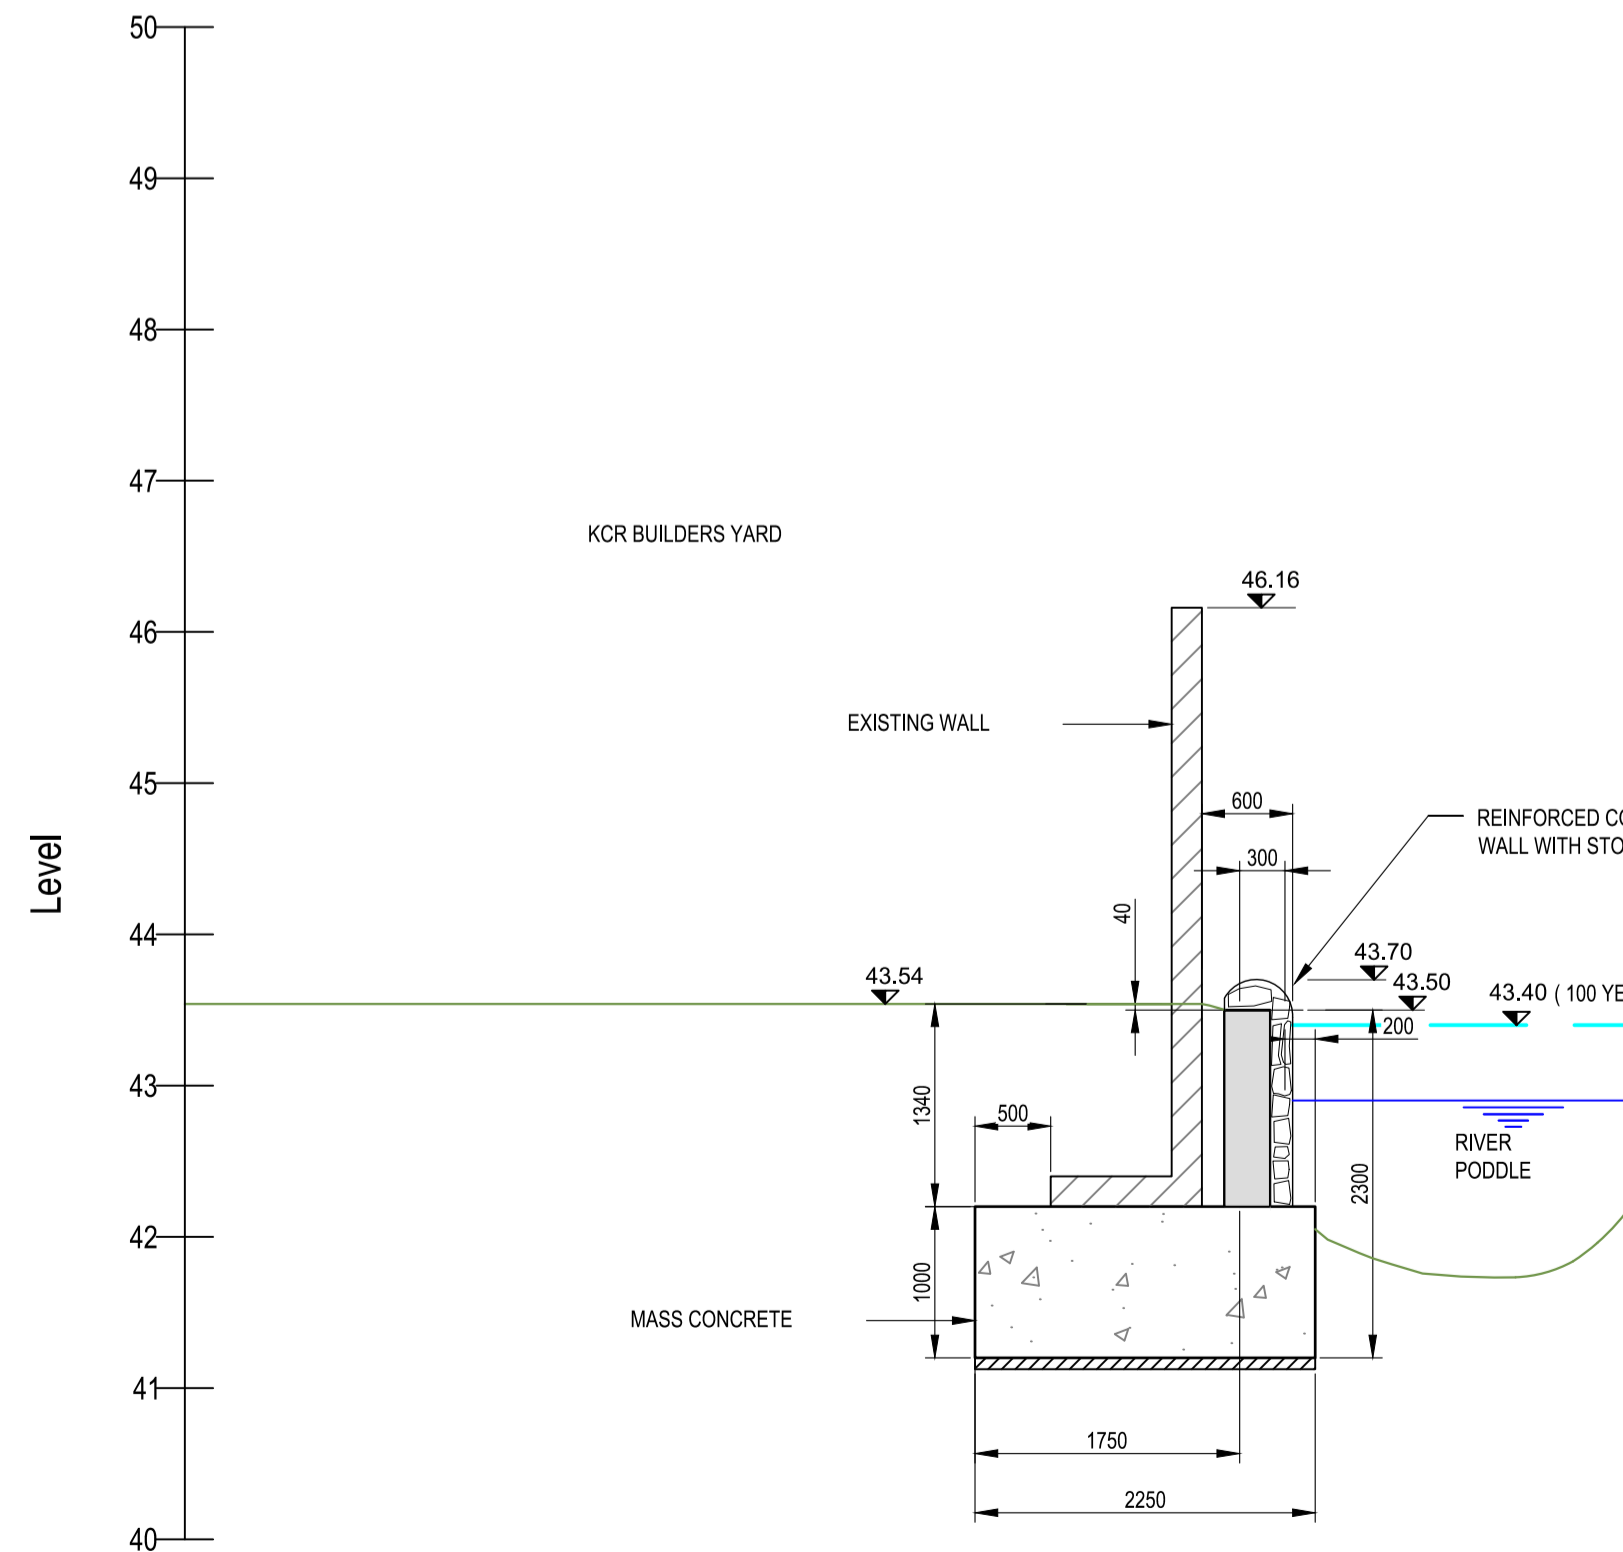 50
49
48
47
KCR BUILDERS YARD
46.16
46
EXISTING WALL
45
600
REINFORCED CO
WALL WITH STO
Level
300
40
44
43.70
43.54
43.50
43.40 ( 100 YE
200
43
1340
500
RIVER
PODDLE
2300
42
1000
MASS CONCRETE
41
1750
2250
40